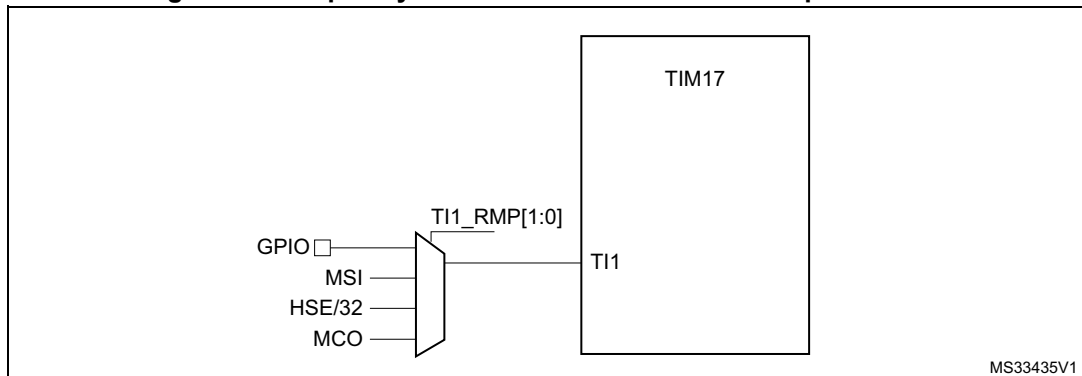 TIM17
TI1_RMP[1:0]
GPIO
TI1
MSI
HSE/32
MCO
MS33435V1